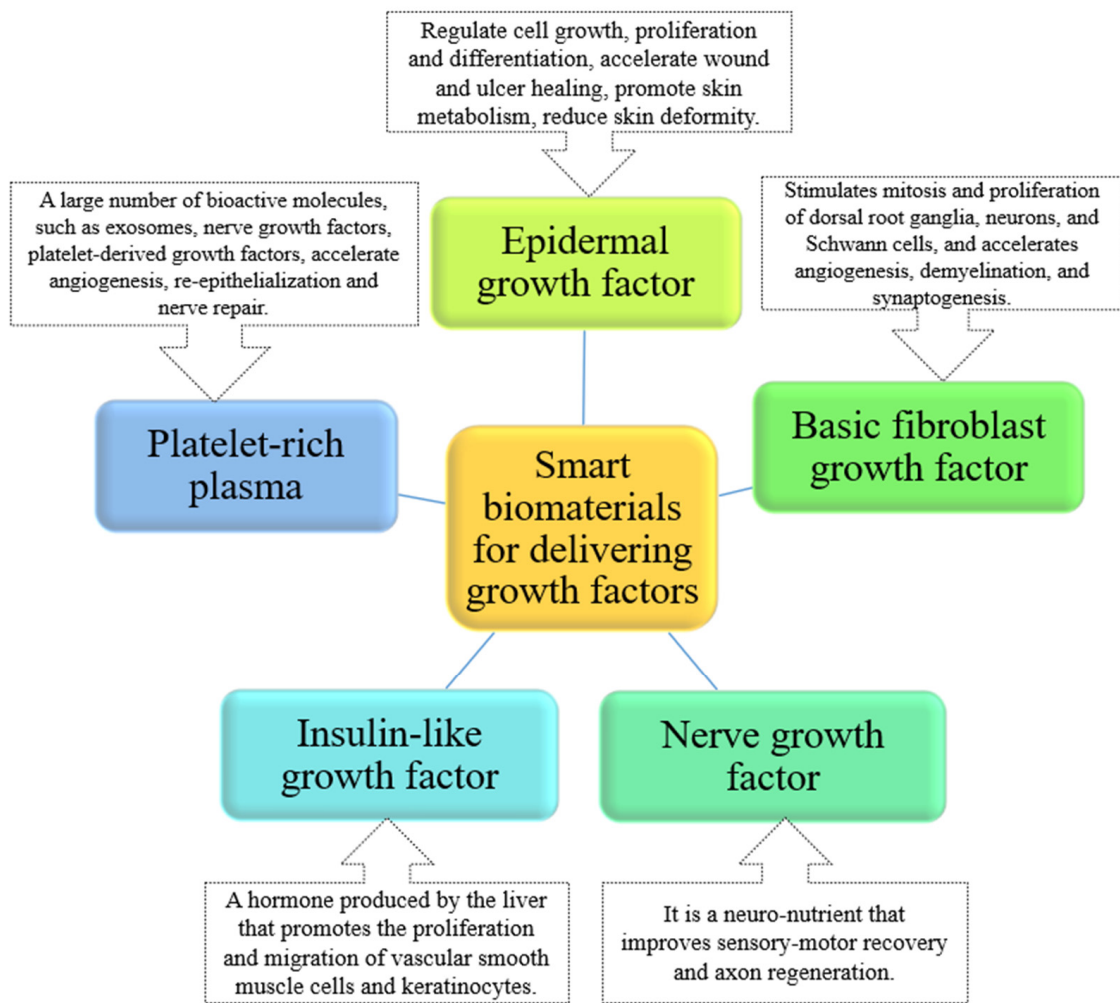 Regulate cell growth, proliferation
and differentiation, accelerate wound
and ulcer healing, promote skin
metabolism, reduce skin deformity.
A large number of bioactive molecules,
such as exosomes, nerve growth factors,
platelet-derived growth factors, accelerate
angiogenesis, re-epithelialization and
nerve repair.
Stimulates mitosis and proliferation
of dorsal root ganglia, neurons, and
Schwann cells, and accelerates
angiogenesis, demyelination, and
synaptogenesis.
Epidermal
growth factor
Platelet-rich
plasma
Basic fibroblast
growth factor
Smart
biomaterials
for delivering
growth factors
Insulin-like
growth factor
Nerve growth
factor
A hormone produced by the liver
that promotes the proliferation
and migration of vascular smooth
muscle cells and keratinocytes.
It is a neuro-nutrient that
improves sensory-motor recovery
and axon regeneration.